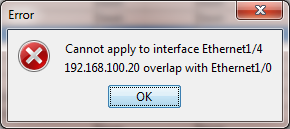 Error
Cannot apply to interface Ethernet1/4
192.168.100.20 overlap with Ethernet1/0
OK